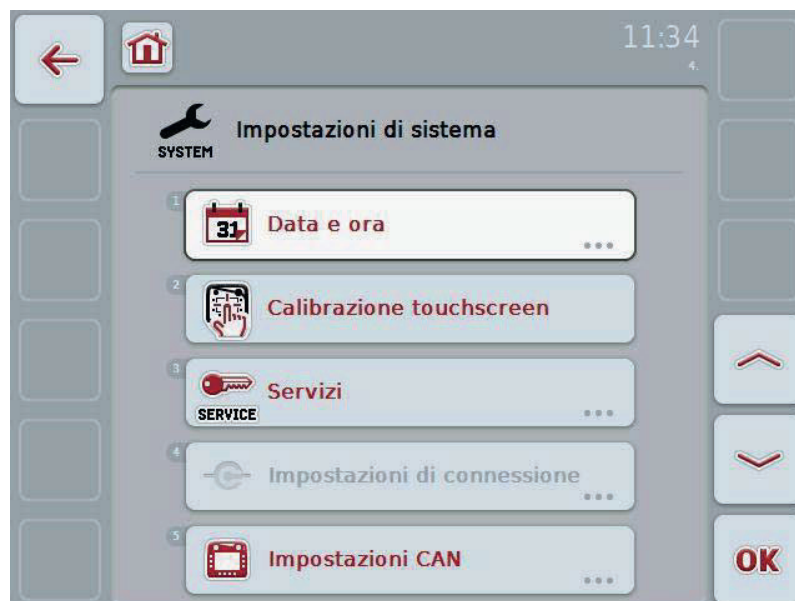 11:34
4.
SYSTEM
Impostazioni di sistema
1
31
Data e ora
2
Calibrazione touchscreen
3
SERVICE
Servizi
4
Impostazioni di connessione
5
Impostazioni CAN
OK